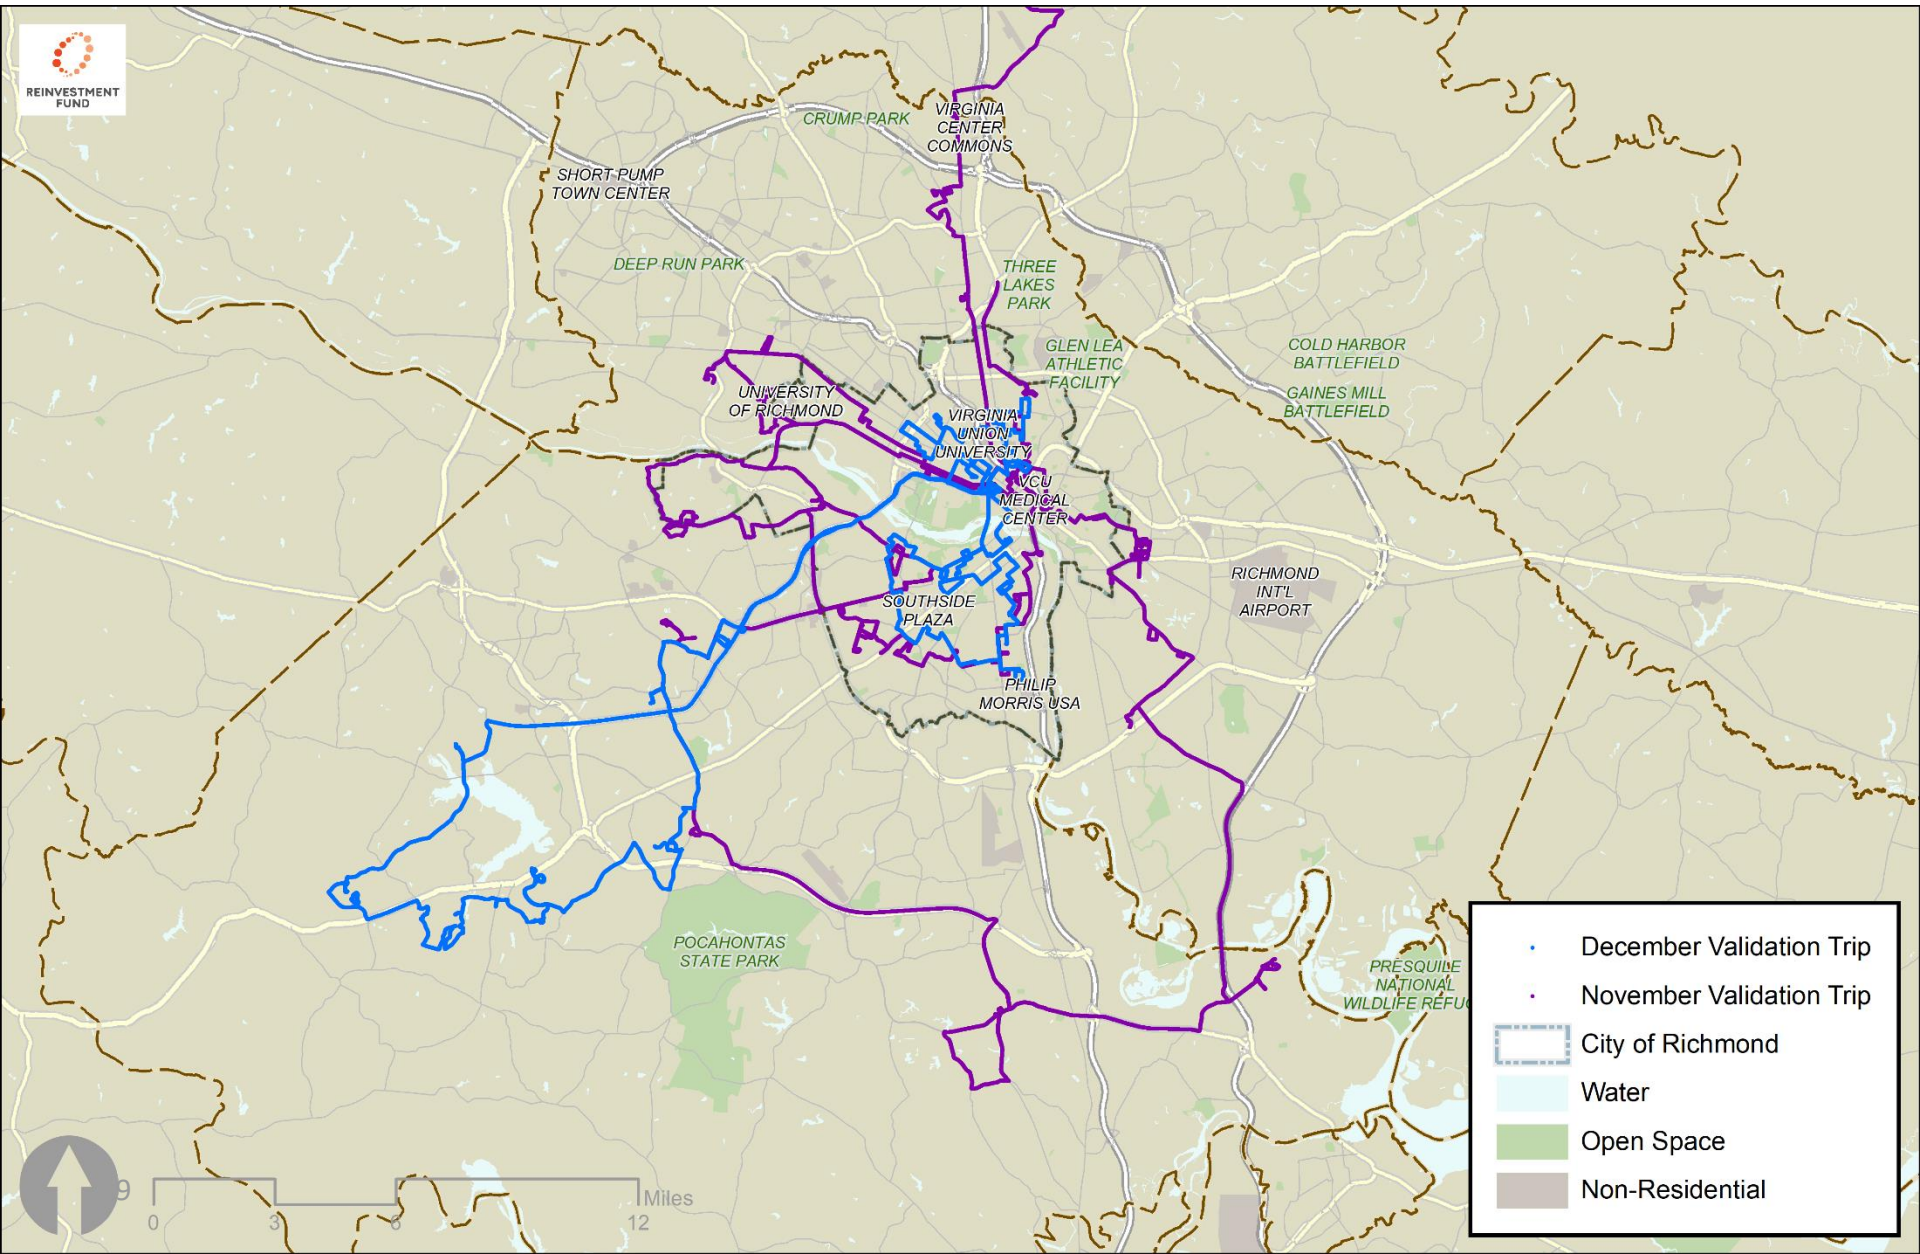 REINVESTMENT
FUND
VIRGINIA
CENTER
COMMONS
CRUMP PARK
SHORT PUMP
TOWN CENTER
DEEP RUN PARK
THREE
LAKES
PARK
GLEN LEA
ATHLETIC
FACILITY
COLD HARBOR
BATTLEFIELD
GAINES MILL
BATTLEFIELD
UNIVERSITY
OF RICHMOND
VIRGINIA
UNION
UNIVERSITY
VCU
MEDICAL
CENTER
RICHMOND
INT'L
AIRPORT
SOUTHSIDE
PLAZA
PHILIP
MORRIS USA
POCAHONTAS
STATE PARK
PRESQUILE
NATIONAL
WILDLIFE REFUG
December Validation Trip
November Validation Trip
City of Richmond
Water
Open Space
Non-Residential
9
Miles
0 3 6 12